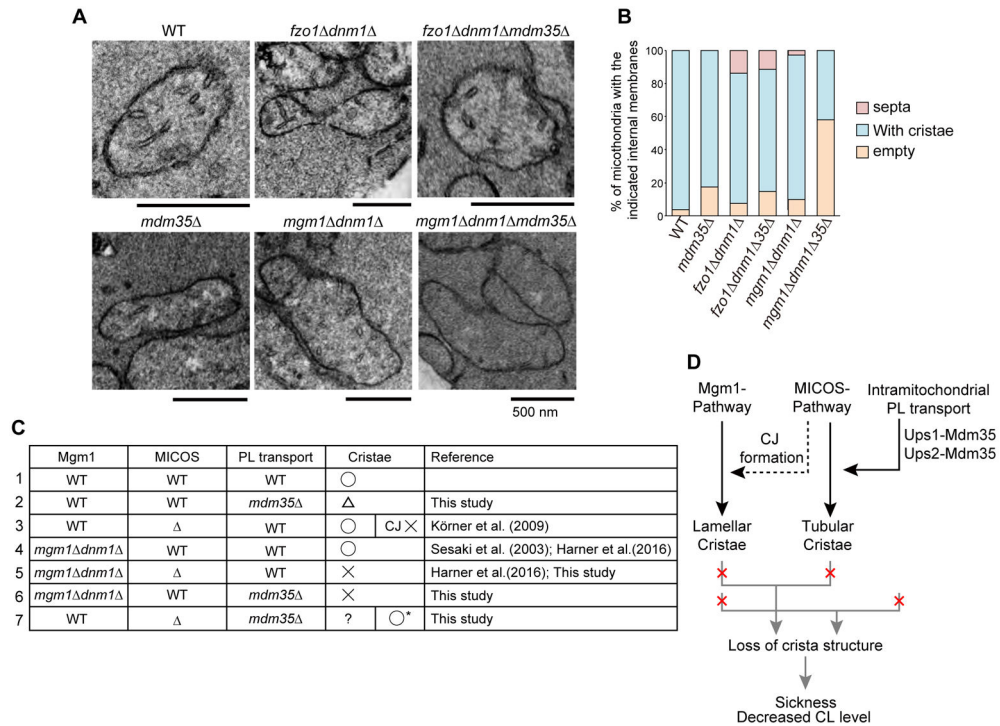 A
WT
fzo1Δdnm1Δ
fzo1Δdnm1Δmdm35Δ
mdm35Δ
mgm1Δdnm1Δ
mgm1Δdnm1Δmdm35Δ
500 nm
B
% of micothondria with the
indicated internal membranes
100
80
60
40
20
0
WT
mdm35Δ
fzo1Δdnm1Δ
fzo1Δdnm1Δ35Δ
mgm1Δdnm1Δ
mgm1Δdnm1Δ35Δ
septa
With cristae
empty
C
Mgm1 MICOS PL transport Cristae Reference
1 WT WT WT ◯
2 WT WT mdm35Δ △ This study
3 WT Δ WT ◯ CJ ✕ Körner et al. (2009)
4 mgm1Δdnm1Δ WT WT ◯ Sesaki et al. (2003); Harner et al.(2016)
5 mgm1Δdnm1Δ Δ WT ✕ Harner et al.(2016); This study
6 mgm1Δdnm1Δ WT mdm35Δ ✕ This study
7 WT Δ mdm35Δ ? ◯* This study
D
Mgm1-
Pathway
MICOS-
Pathway
Intramitochondrial
PL transport
Ups1-Mdm35
Ups2-Mdm35
CJ
formation
Lamellar
Cristae
Tubular
Cristae
Loss of crista structure
Sickness
Decreased CL level